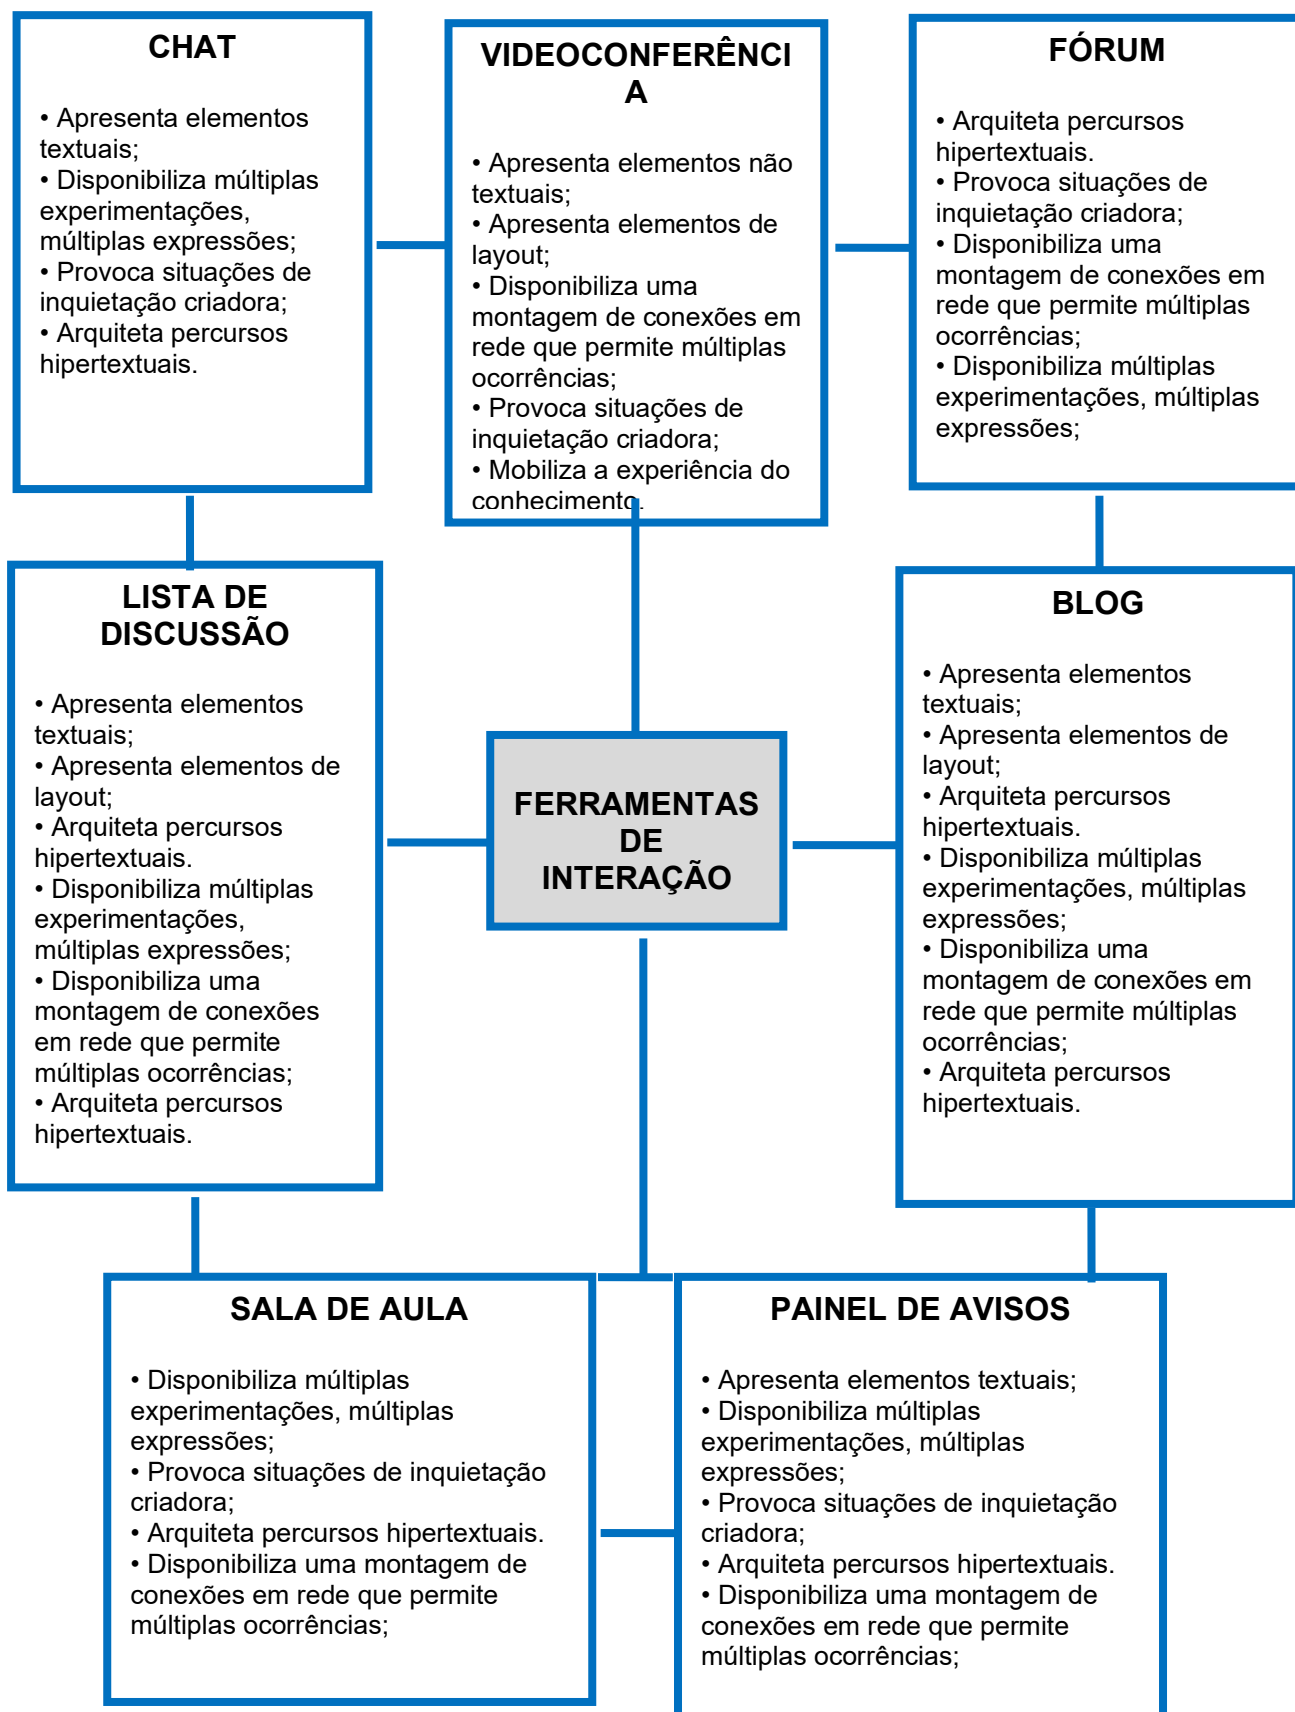 CHAT
• Apresenta elementos
textuais;
• Disponibiliza múltiplas
experimentações,
múltiplas expressões;
• Provoca situações de
inquietação criadora;
• Arquiteta percursos
hipertextuais.
VIDEOCONFERÊNCI
A
• Apresenta elementos não
textuais;
• Apresenta elementos de
layout;
• Disponibiliza uma
montagem de conexões em
rede que permite múltiplas
ocorrências;
• Provoca situações de
inquietação criadora;
• Mobiliza a experiência do
conhecimento.
FÓRUM
• Arquiteta percursos
hipertextuais.
• Provoca situações de
inquietação criadora;
• Disponibiliza uma
montagem de conexões em
rede que permite múltiplas
ocorrências;
• Disponibiliza múltiplas
experimentações, múltiplas
expressões;
LISTA DE
DISCUSSÃO
• Apresenta elementos
textuais;
• Apresenta elementos de
layout;
• Arquiteta percursos
hipertextuais.
• Disponibiliza múltiplas
experimentações,
múltiplas expressões;
• Disponibiliza uma
montagem de conexões
em rede que permite
múltiplas ocorrências;
• Arquiteta percursos
hipertextuais.
FERRAMENTAS
DE
INTERAÇÃO
BLOG
• Apresenta elementos
textuais;
• Apresenta elementos de
layout;
• Arquiteta percursos
hipertextuais.
• Disponibiliza múltiplas
experimentações, múltiplas
expressões;
• Disponibiliza uma
montagem de conexões em
rede que permite múltiplas
ocorrências;
• Arquiteta percursos
hipertextuais.
SALA DE AULA
• Disponibiliza múltiplas
experimentações, múltiplas
expressões;
• Provoca situações de inquietação
criadora;
• Arquiteta percursos hipertextuais.
• Disponibiliza uma montagem de
conexões em rede que permite
múltiplas ocorrências;
PAINEL DE AVISOS
• Apresenta elementos textuais;
• Disponibiliza múltiplas
experimentações, múltiplas
expressões;
• Provoca situações de inquietação
criadora;
• Arquiteta percursos hipertextuais.
• Disponibiliza uma montagem de
conexões em rede que permite
múltiplas ocorrências;